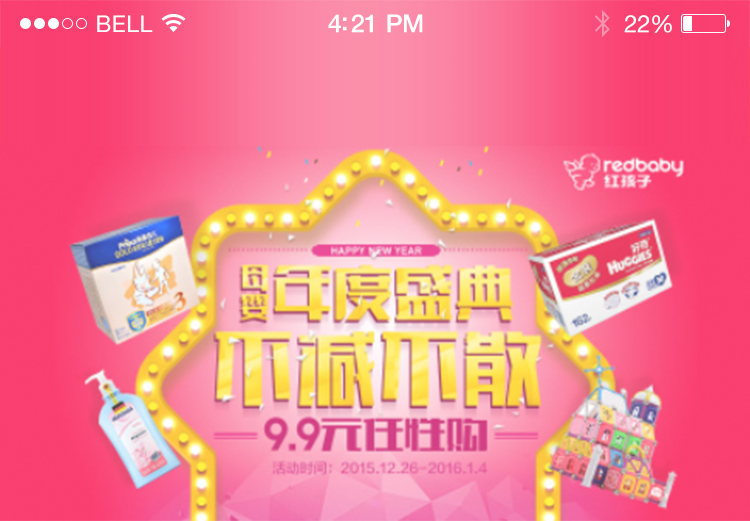 BELL 4:21 PM 22%
redbaby
红孩子
HAPPY NEW YEAR
母婴年度盛典
不减不散
9.9元任性购
活动时间：2015.12.26-2016.1.4
好奇
HUGGIES
162
3